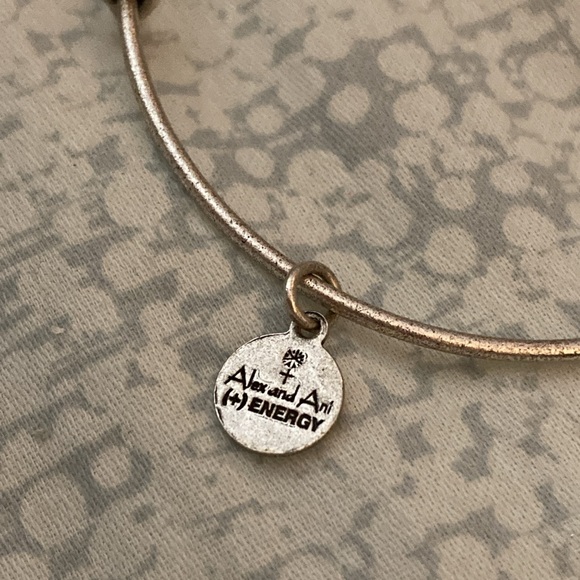 Alex and Ani
(+) ENERGY